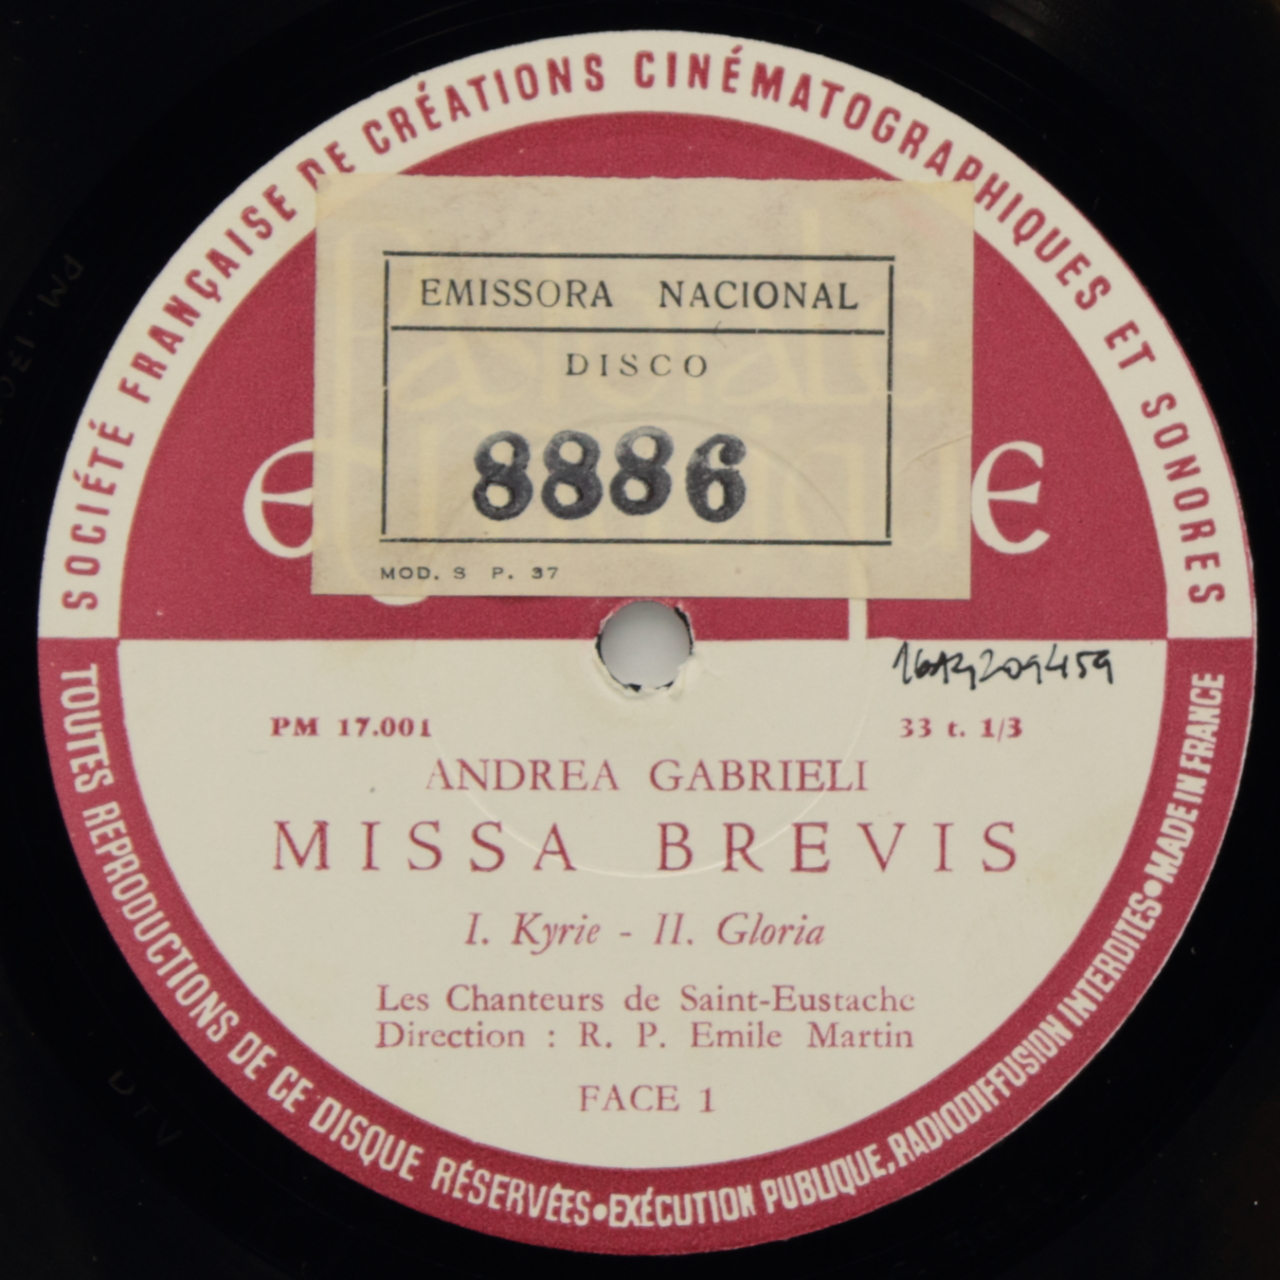 SOCIÉTÉ FRANÇAISE DE CRÉATIONS CINÉMATOGRAPHIQUES ET SONORES
EMISSORA NACIONAL
DISCO
8886
MOD. S P. 37
PM 17.001
33 t. 1/3
ANDREA GABRIELI
MISSA BREVIS
I. Kyrie - II. Gloria
Les Chanteurs de Saint-Eustache
Direction : R. P. Emile Martin
FACE 1
TOUTES REPRODUCTIONS DE CE DISQUE RÉSERVÉES•EXÉCUTION PUBLIQUE, RADIODIFFUSION INTERDITES•MADE IN FRANCE